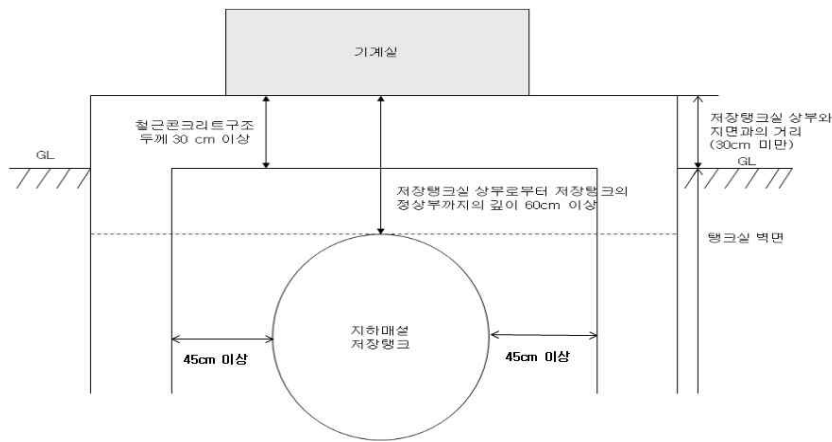 기계실
철근콘크리트구조
두께 30 cm 이상
저장탱크실 상부와
지면과의 거리
(30cm 미만)
GL
GL
저장탱크실 상부로부터 저장탱크의
정상부까지의 깊이 60cm 이상
탱크실 벽면
지하매설
저장탱크
45cm 이상
45cm 이상